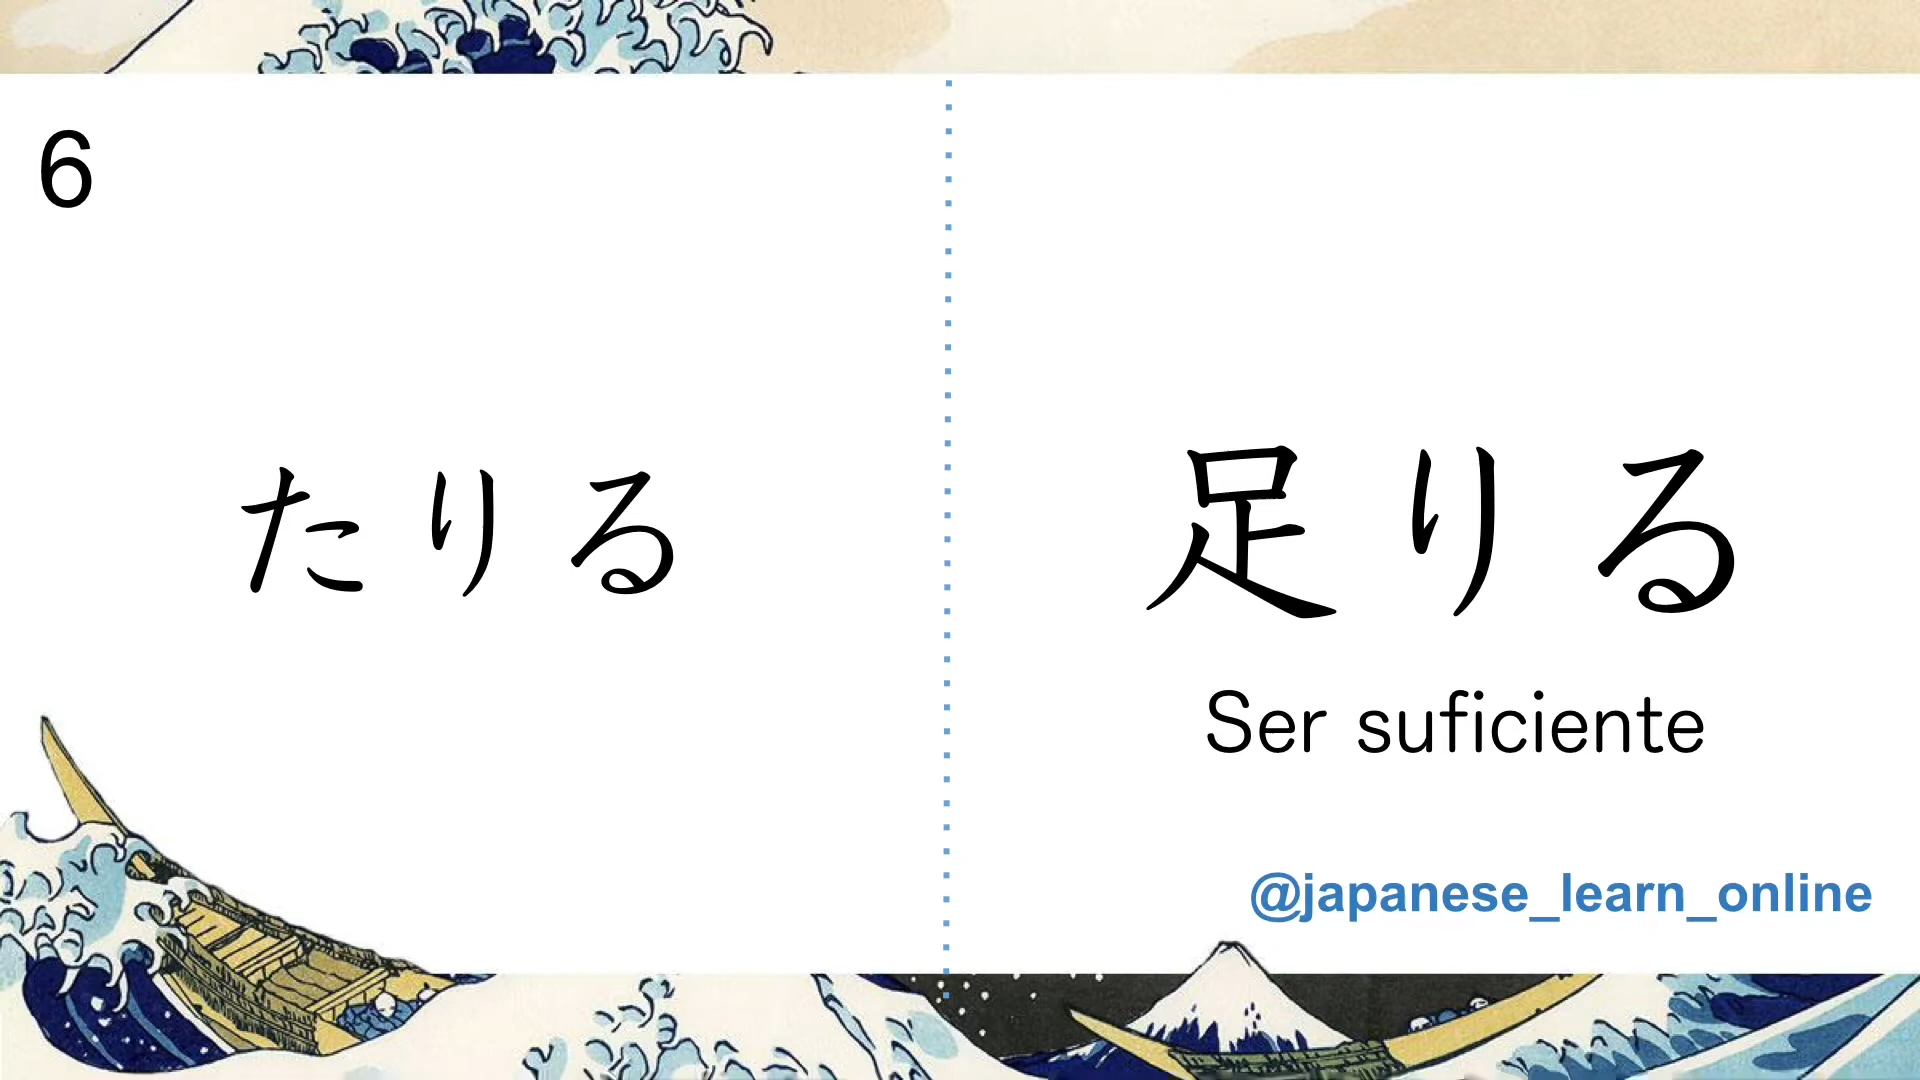 6
たりる
足りる
Ser suficiente
@japanese_learn_online